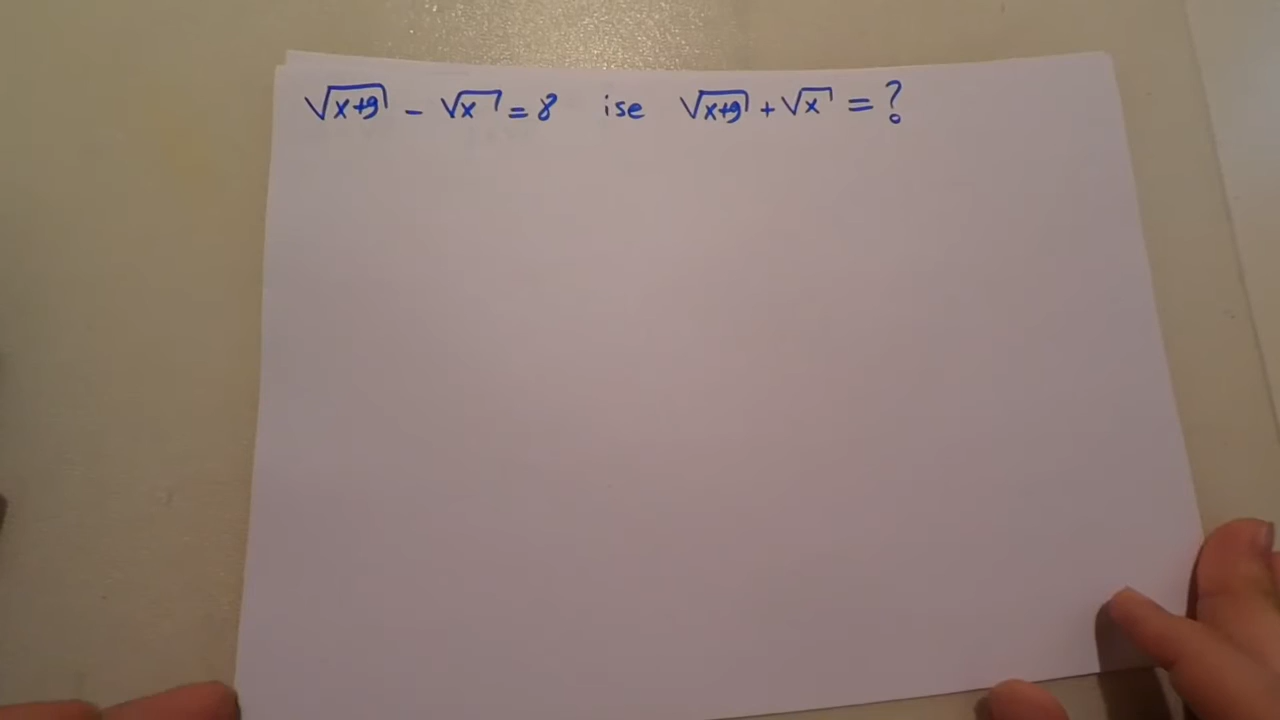 √(x+9) - √x = 8 ise √(x+9) + √x = ?